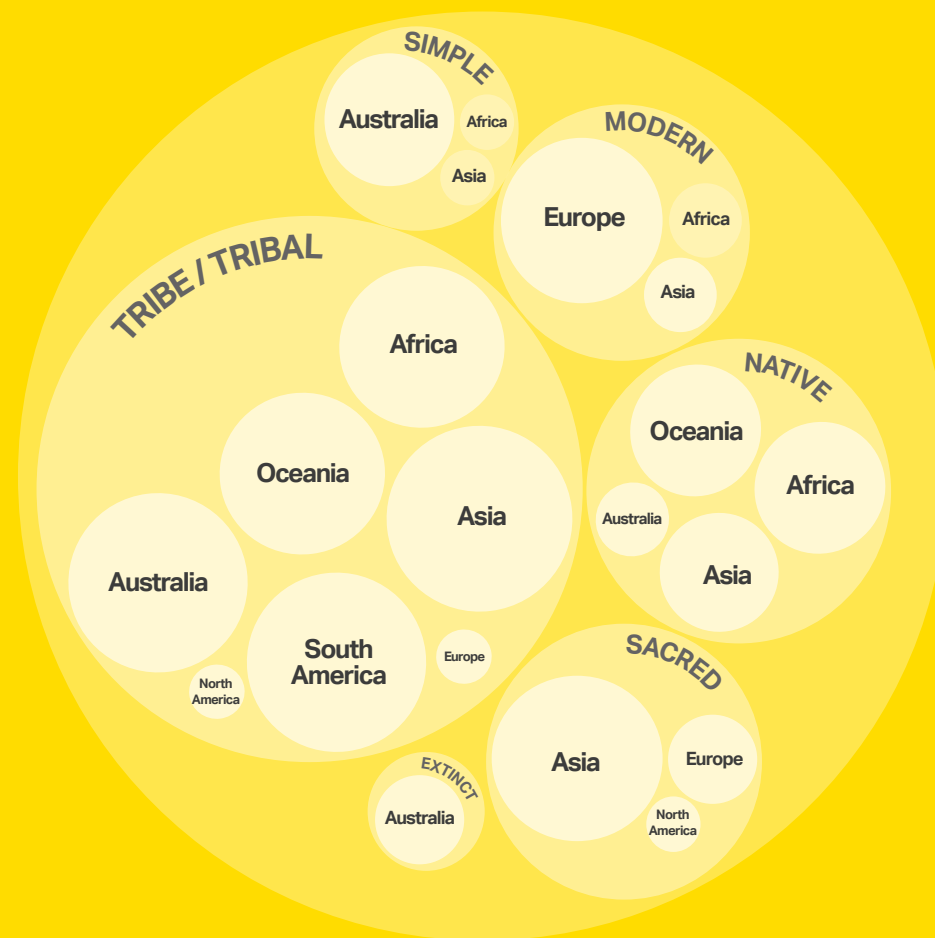 SIMPLE
Australia
Africa
Asia
MODERN
Europe
Africa
Asia
TRIBE / TRIBAL
Africa
Oceania
Asia
Australia
South
America
Europe
North
America
NATIVE
Oceania
Africa
Australia
Asia
SACRED
Asia
Europe
North
America
EXTINCT
Australia